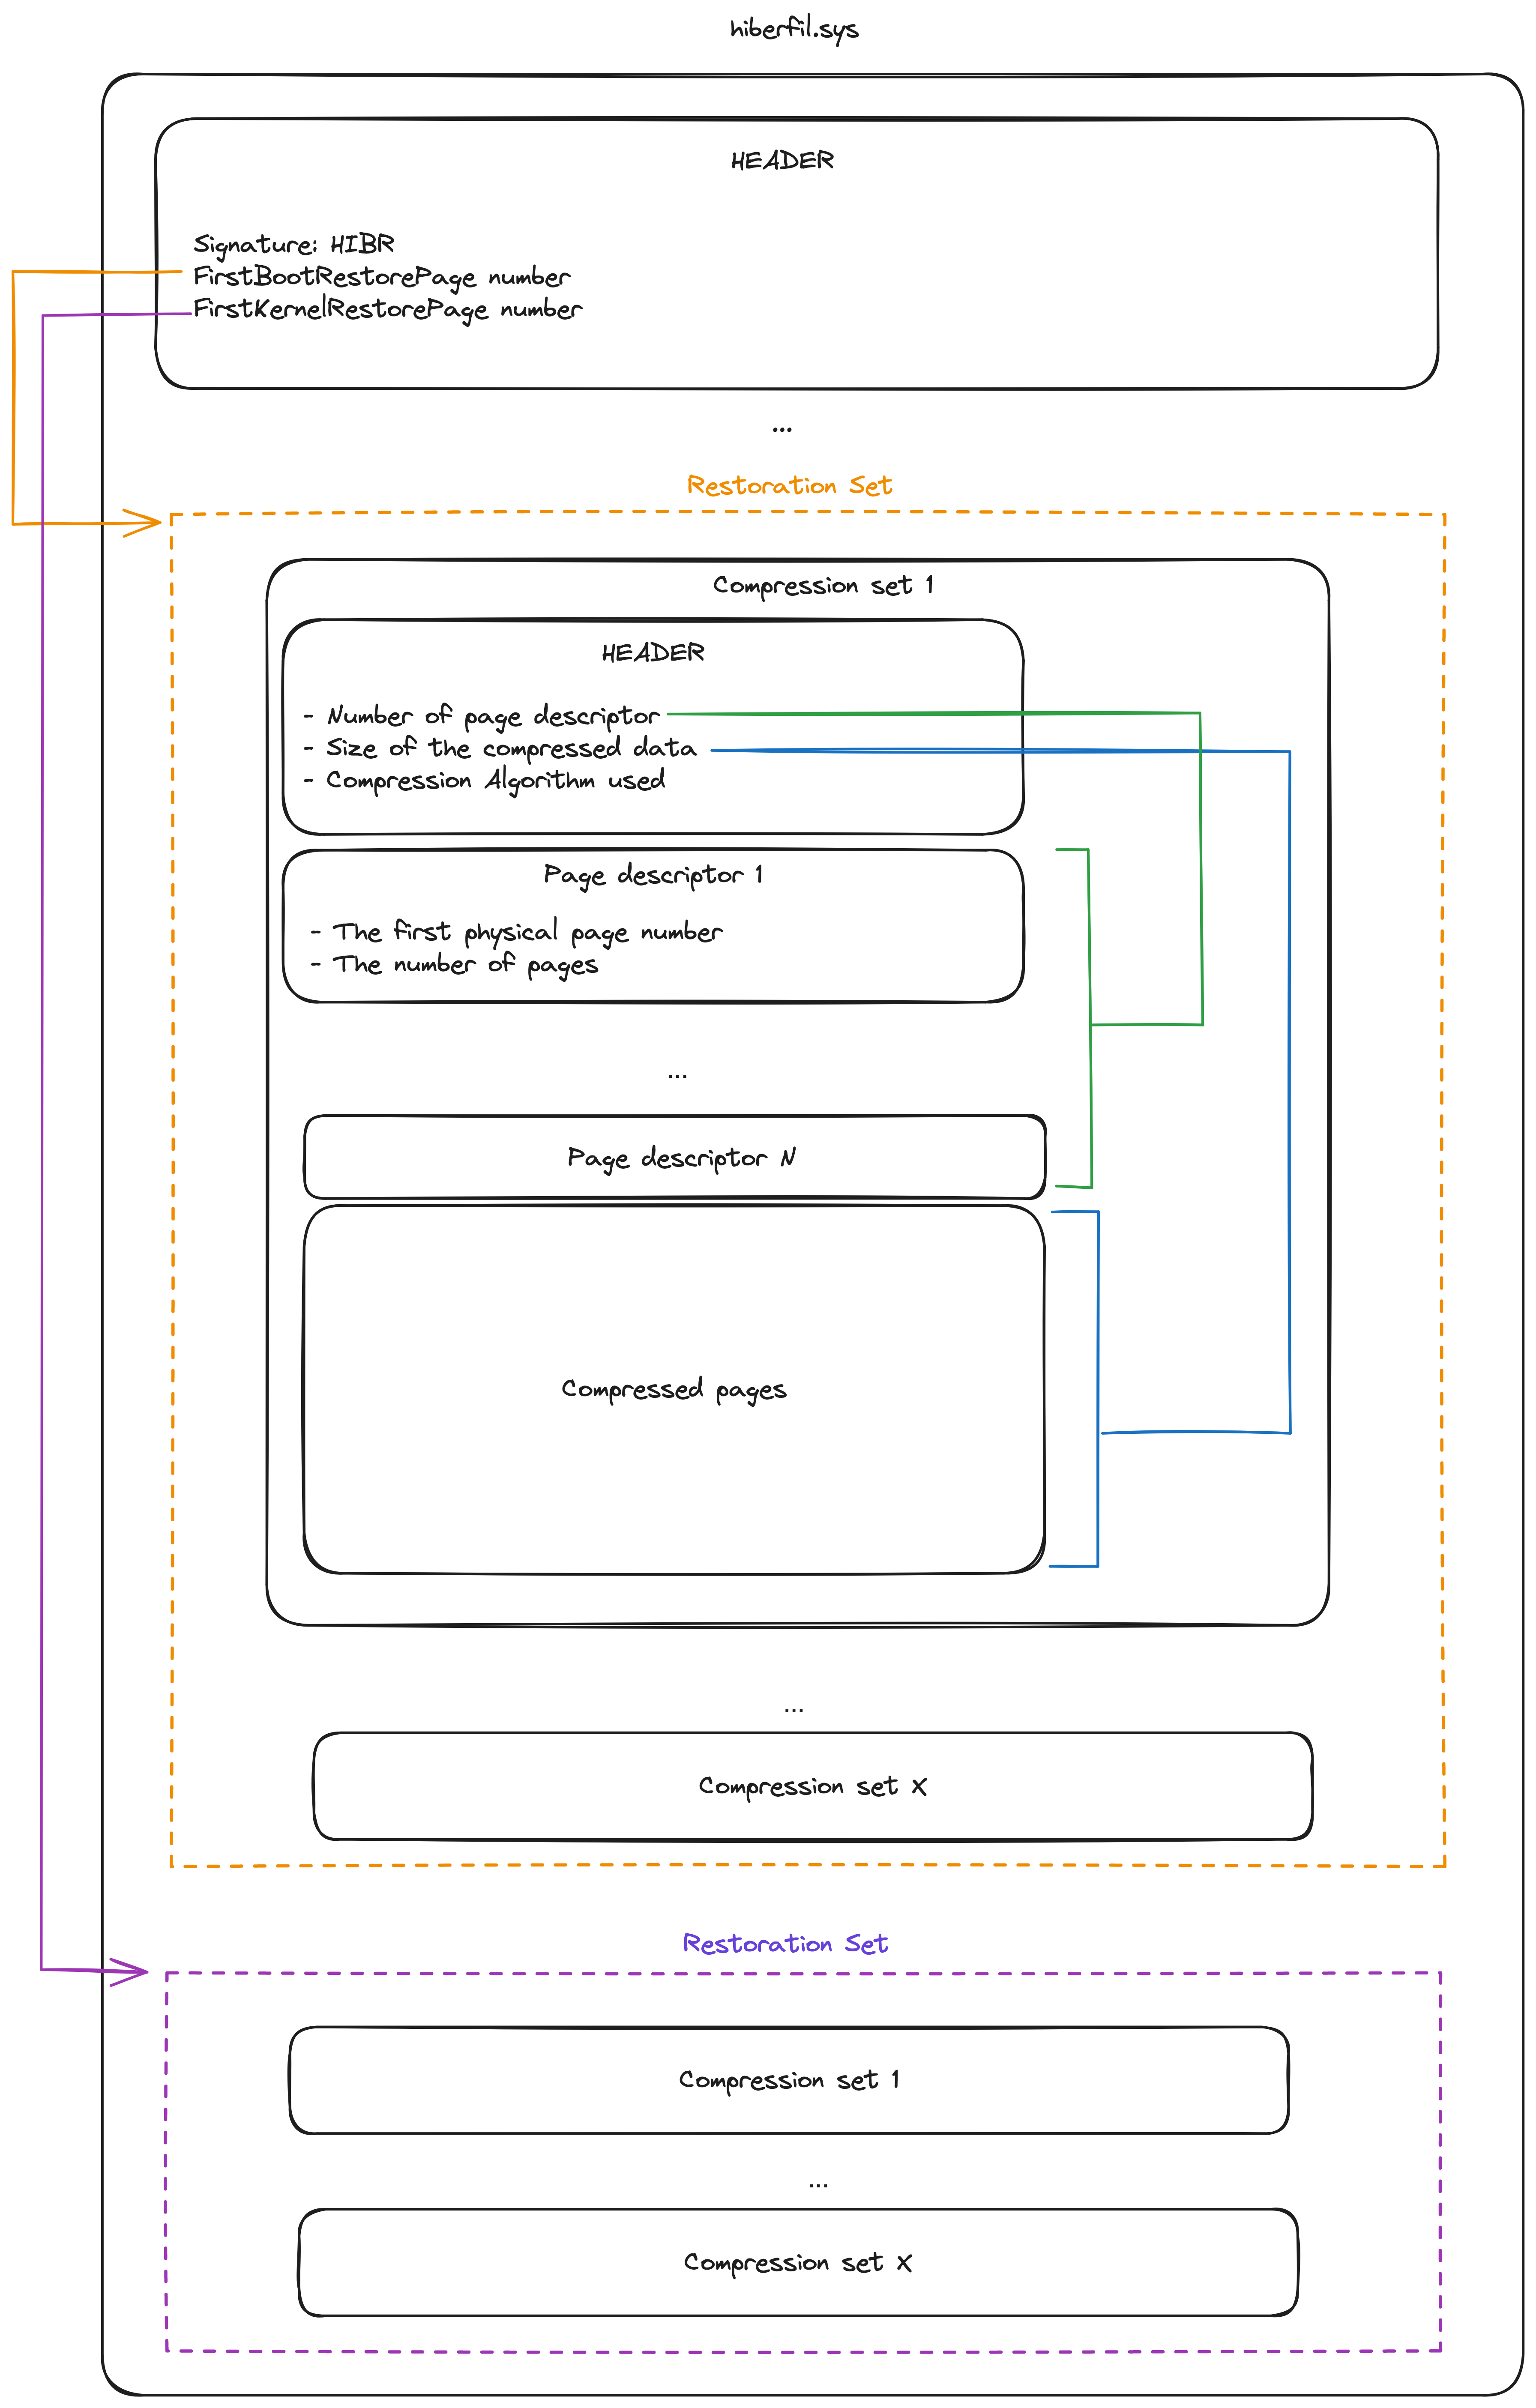 hiberfil.sys
HEADER
Signature: HIBR
FirstBootRestorePage number
FirstKernelRestorePage number
...
Restoration Set
Compression set 1
HEADER
- Number of page descriptor
- Size of the compressed data
- Compression Algorithm used
Page descriptor 1
- The first physical page number
- The number of pages
...
Page descriptor N
Compressed pages
...
Compression set X
Restoration Set
Compression set 1
...
Compression set X